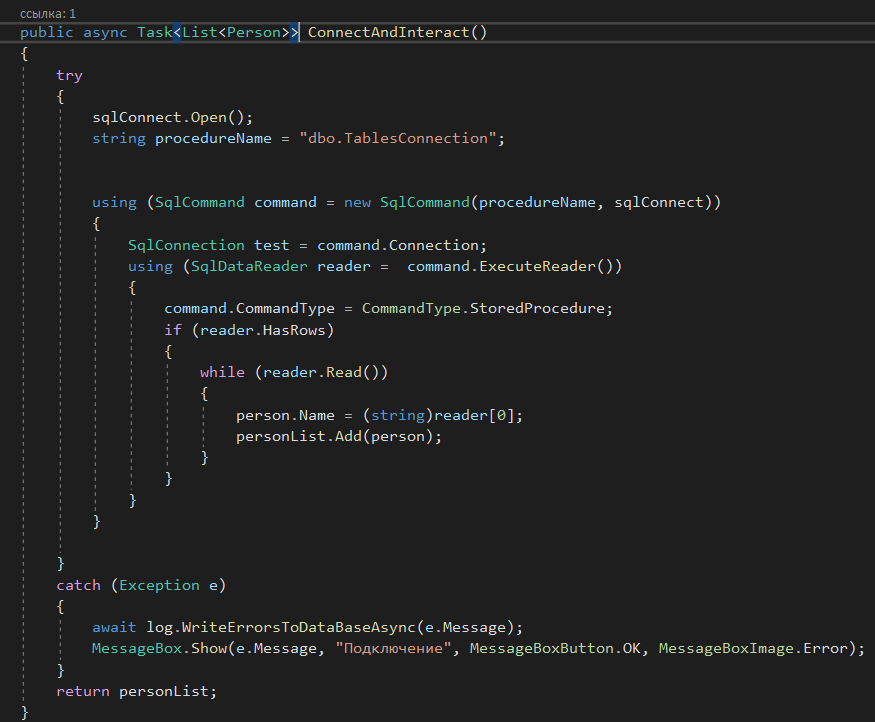 ссылка: 1
public async Task<List<Person>> ConnectAndInteract()
{
try
{
sqlConnect.Open();
string procedureName = "dbo.TablesConnection";
using (SqlCommand command = new SqlCommand(procedureName, sqlConnect))
{
SqlConnection test = command.Connection;
using (SqlDataReader reader =  command.ExecuteReader())
{
command.CommandType = CommandType.StoredProcedure;
if (reader.HasRows)
{
while (reader.Read())
{
person.Name = (string)reader[0];
personList.Add(person);
}
}
}
}
}
catch (Exception e)
{
await log.WriteErrorsToDataBaseAsync(e.Message);
MessageBox.Show(e.Message, "Подключение", MessageBoxButton.OK, MessageBoxImage.Error);
}
return personList;
}